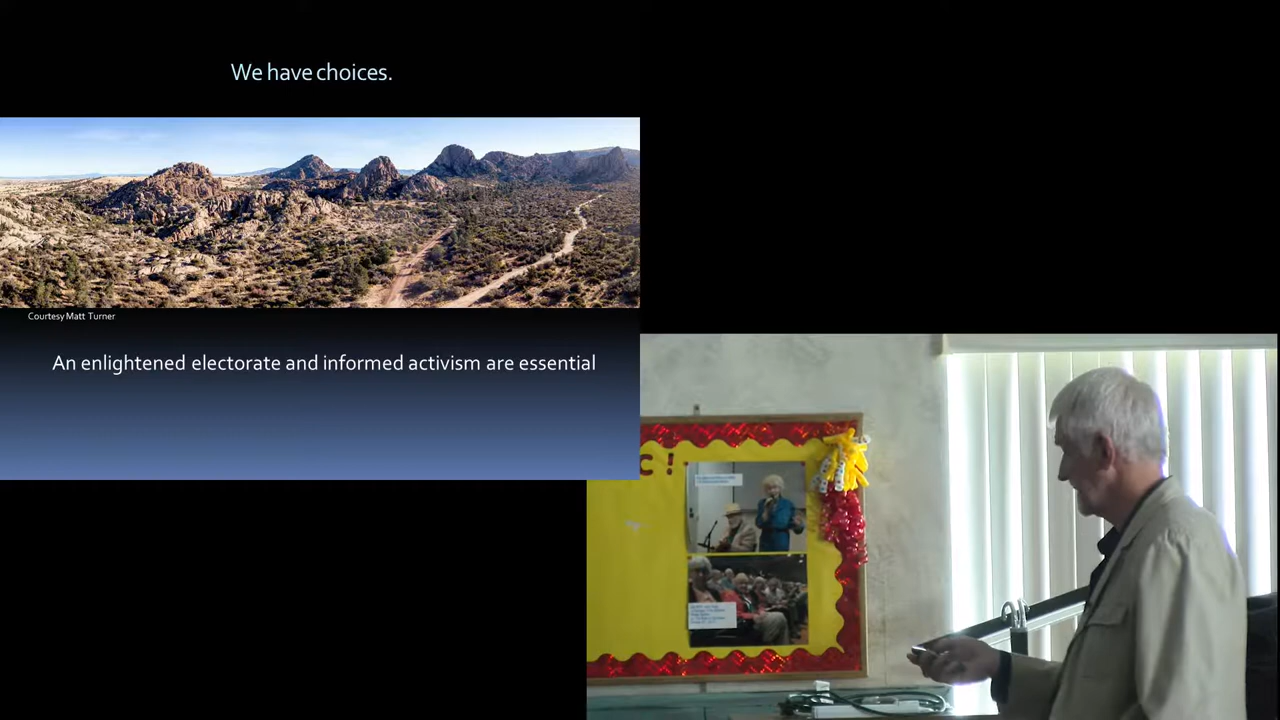 We have choices.
Courtesy Matt Turner
An enlightened electorate and informed activism are essential
C!